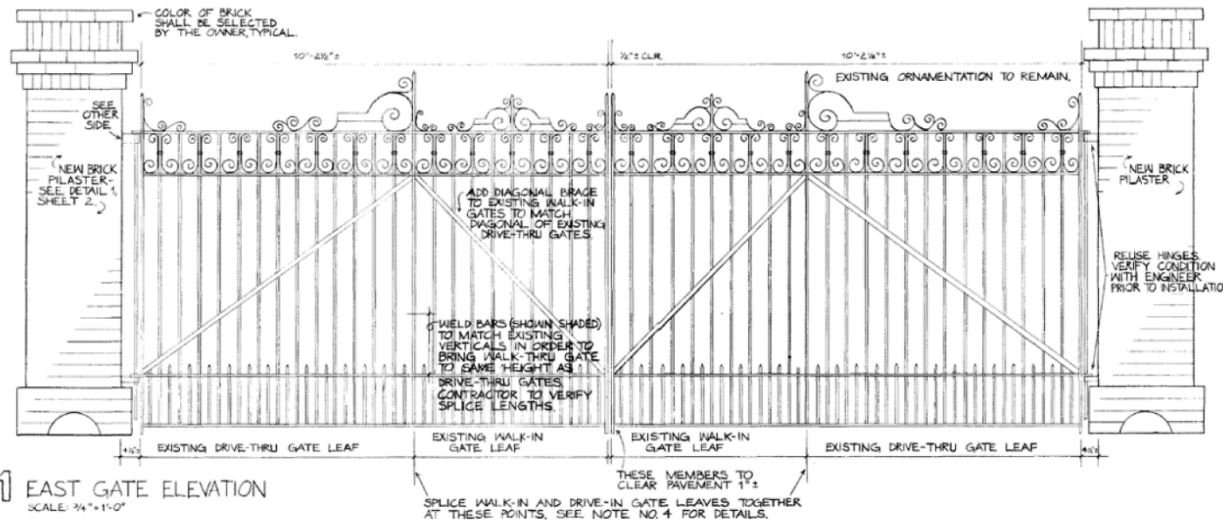 COLOR OF BRICK
SHALL BE SELECTED
BY THE OWNER, TYPICAL.
10'-2½"±
½"± CLR.
10'-2½"±
EXISTING ORNAMENTATION TO REMAIN.
SEE
OTHER
SIDE
NEW BRICK
PILASTER-
SEE DETAIL 1,
SHEET 2.
ADD DIAGONAL BRACE
TO EXISTING WALK-IN
GATES TO MATCH
DIAGONAL OF EXISTING
DRIVE-THRU GATES
NEW BRICK
PILASTER
REUSE HINGES
VERIFY CONDITION
WITH ENGINEER
PRIOR TO INSTALLATIO
WELD BARS (SHOWN SHADED)
TO MATCH EXISTING
VERTICALS IN ORDER TO
BRING WALK-THRU GATE
TO SAME HEIGHT AS
DRIVE-THRU GATES.
CONTRACTOR TO VERIFY
SPLICE LENGTHS.
EXISTING DRIVE-THRU GATE LEAF
EXISTING WALK-IN
GATE LEAF
EXISTING WALK-IN
GATE LEAF
EXISTING DRIVE-THRU GATE LEAF
THESE MEMBERS TO
CLEAR PAVEMENT 1"±
SPLICE WALK-IN AND DRIVE-IN GATE LEAVES TOGETHER
AT THESE POINTS. SEE NOTE NO. 4 FOR DETAILS.
1 EAST GATE ELEVATION
SCALE: 3/4"=1'-0"